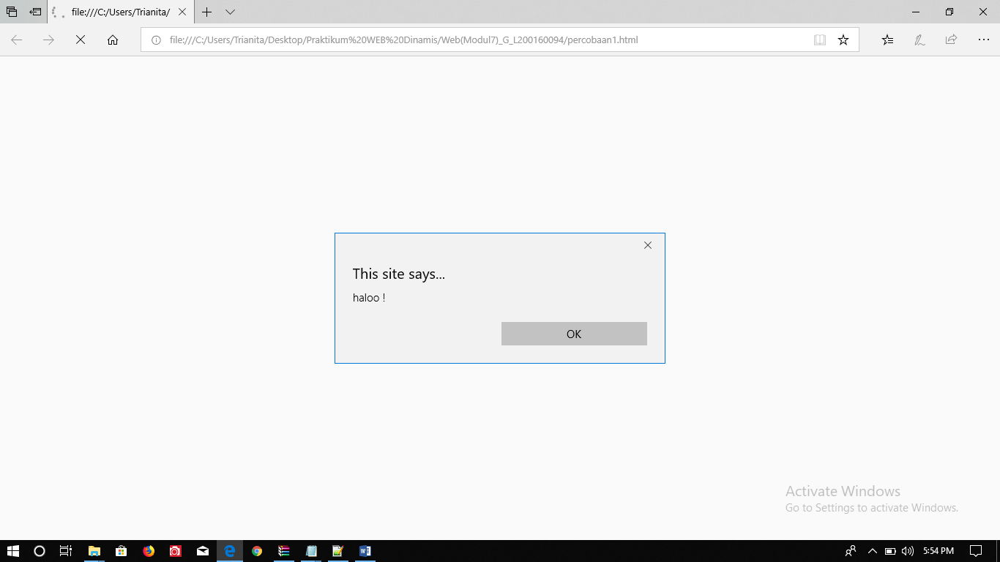 file:///C:/Users/Trianita/
file:///C:/Users/Trianita/Desktop/Praktikum%20WEB%20Dinamis/Web(Modul7)_G_L200160094/percobaan1.html
This site says...
haloo !
OK
Activate Windows
Go to Settings to activate Windows.
5:54 PM